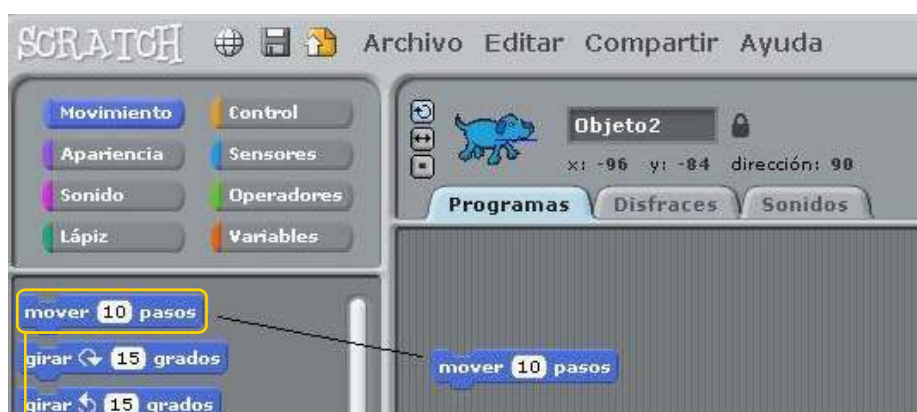 SCRATCH Archivo Editar Compartir Ayuda
Movimiento Control
Apariencia Sensores
Sonido Operadores
Lápiz Variables
Objeto2
x: -96 y: -84 dirección: 90
Programas Disfraces Sonidos
mover 10 pasos
girar 15 grados
girar 15 grados
mover 10 pasos